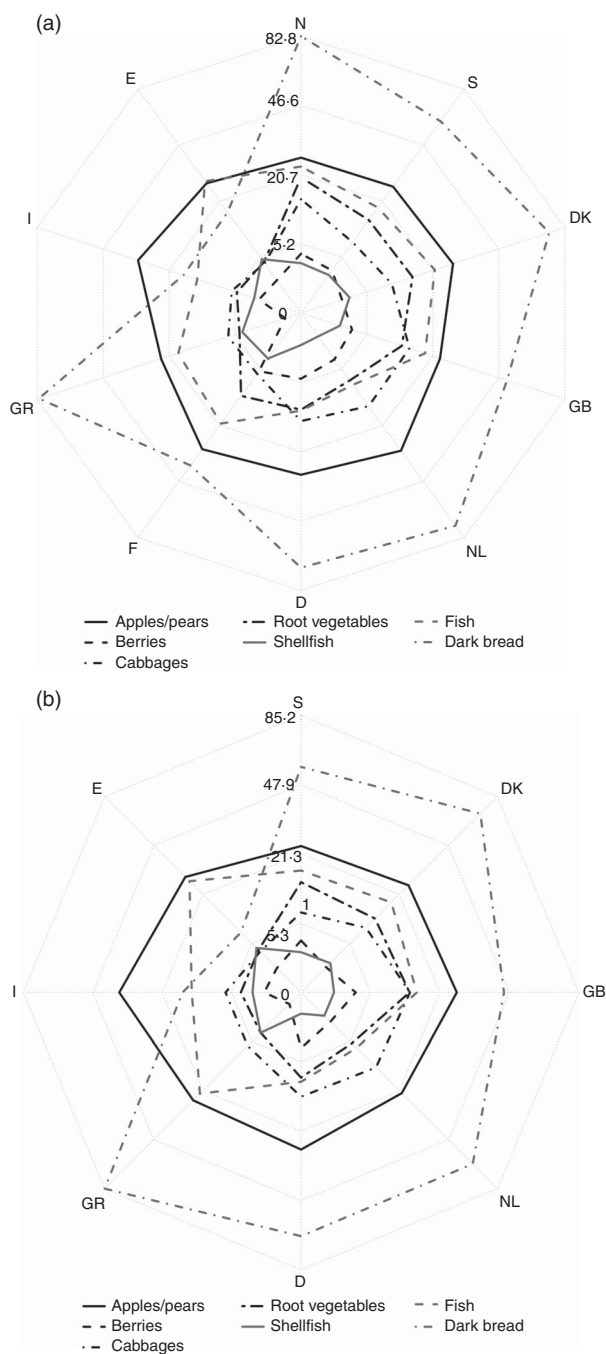 (a)
N
82·8
E
S
46·6
20·7
I
DK
5·2
0
GR
GB
F
NL
D
Apples/pears
Root vegetables
Fish
Berries
Shellfish
Dark bread
Cabbages
(b)
S
85·2
E
DK
47·9
21·3
1
5·3
I
0
GB
GR
NL
D
Apples/pears
Root vegetables
Fish
Berries
Shellfish
Dark bread
Cabbages